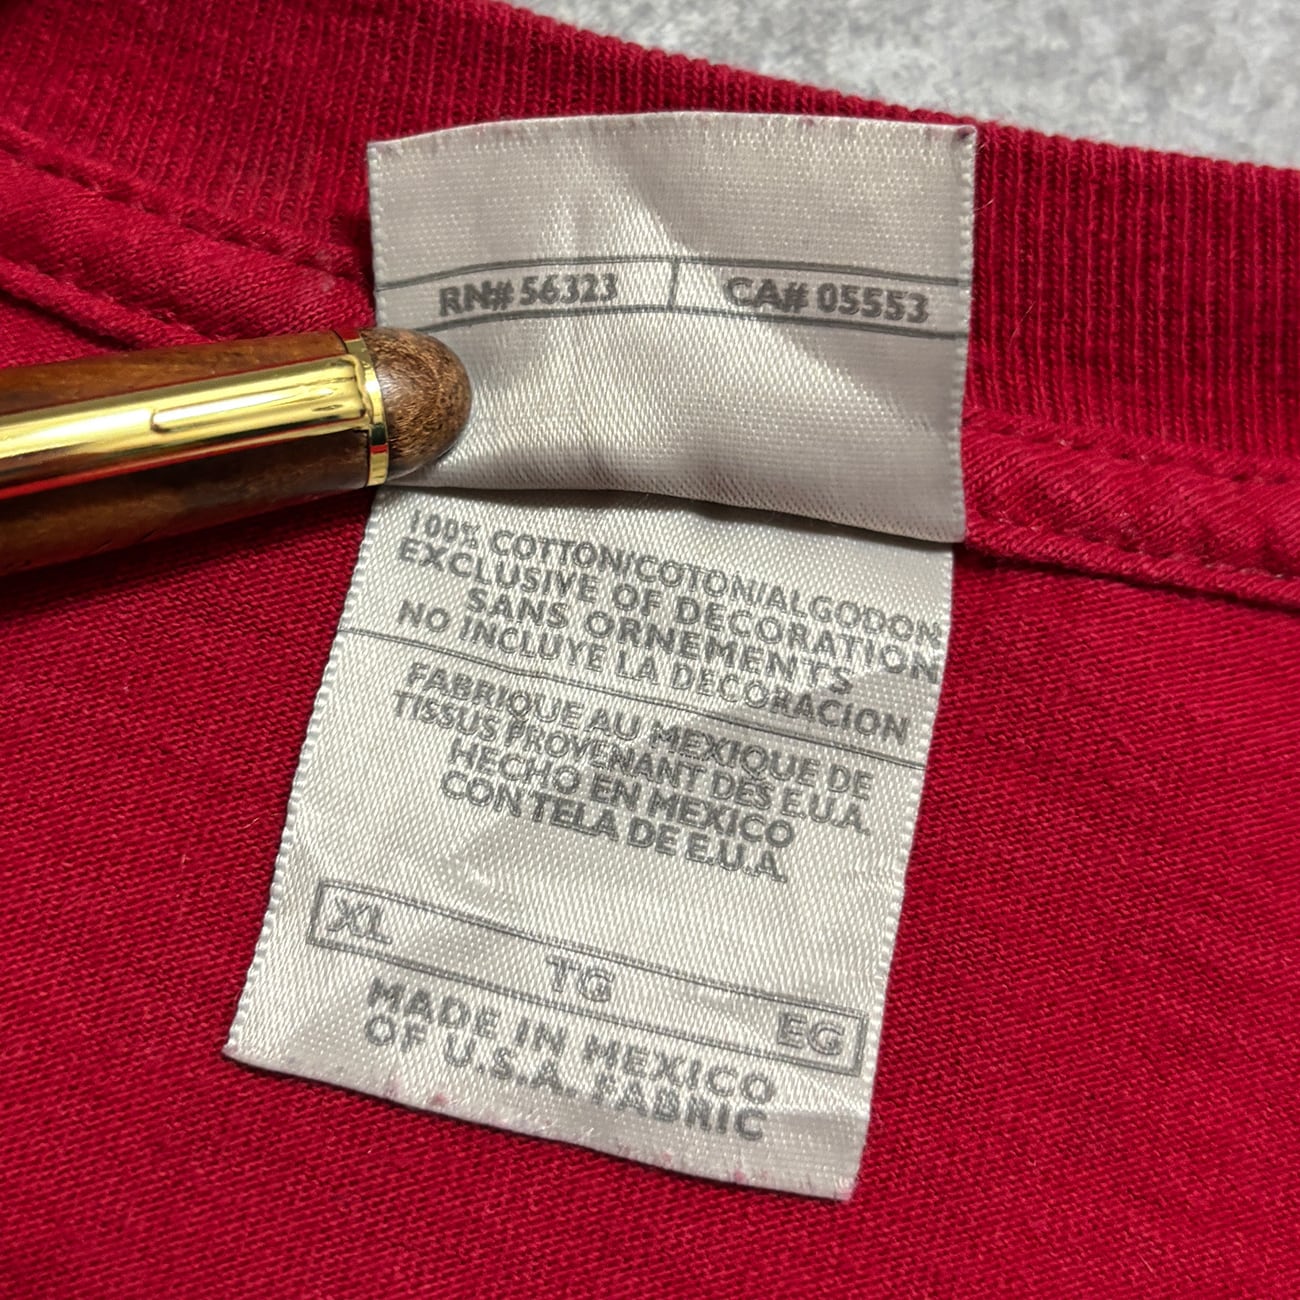 RN# 56323 CA# 05553
100% COTTON/COTON/ALGODON
EXCLUSIVE OF DECORATION
SANS ORNEMENTS
NO INCLUYE LA DECORACION
FABRIQUE AU MEXIQUE DE
TISSUS PROVENANT DES E.U.A.
HECHO EN MEXICO
CON TELA DE E.U.A.
XL TG EG
MADE IN MEXICO
OF U.S.A. FABRIC